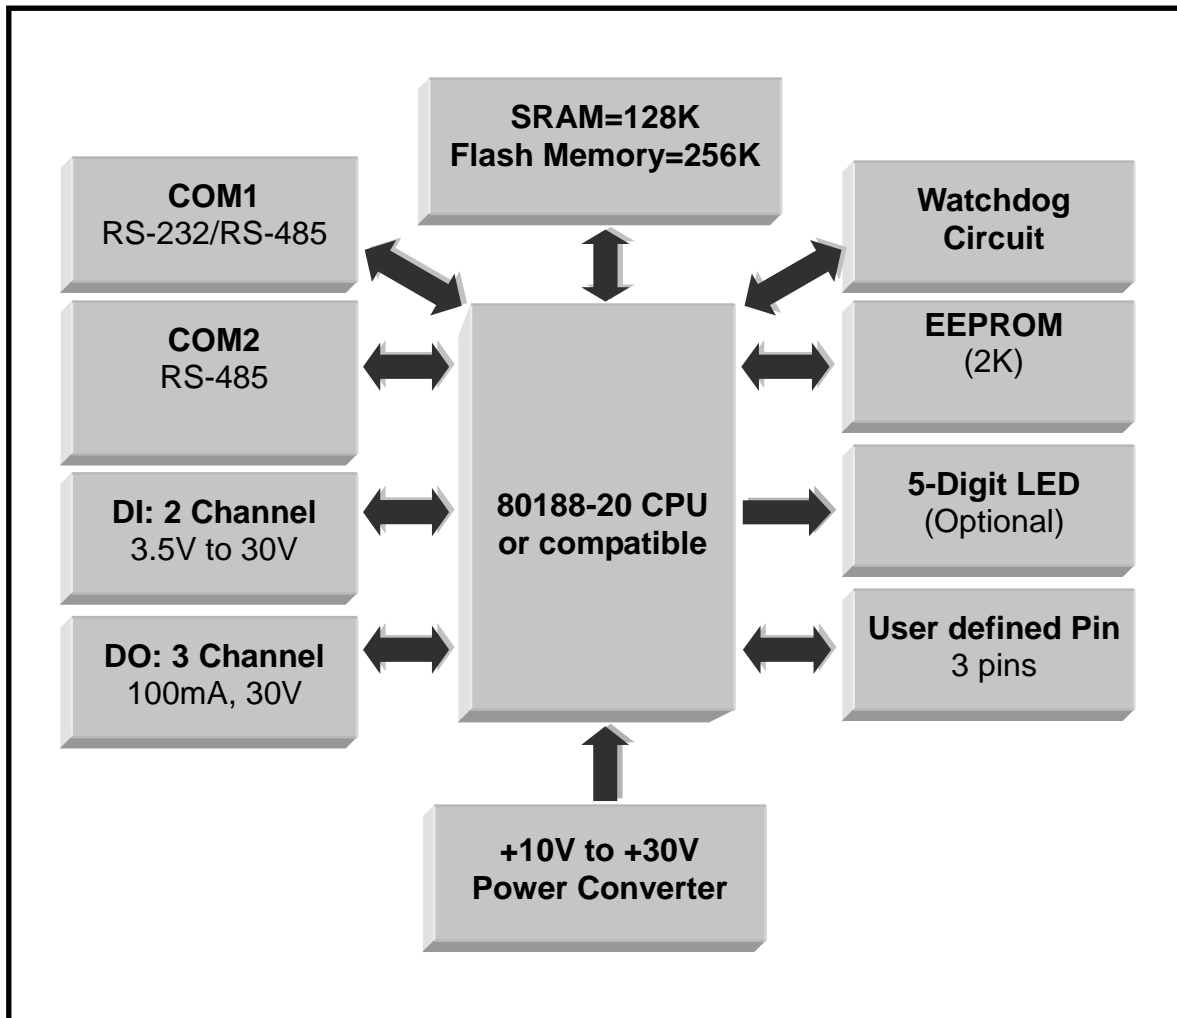 SRAM=128K
Flash Memory=256K
COM1
RS-232/RS-485
Watchdog
Circuit
COM2
RS-485
EEPROM
(2K)
DI: 2 Channel
3.5V to 30V
80188-20 CPU
or compatible
5-Digit LED
(Optional)
DO: 3 Channel
100mA, 30V
User defined Pin
3 pins
+10V to +30V
Power Converter